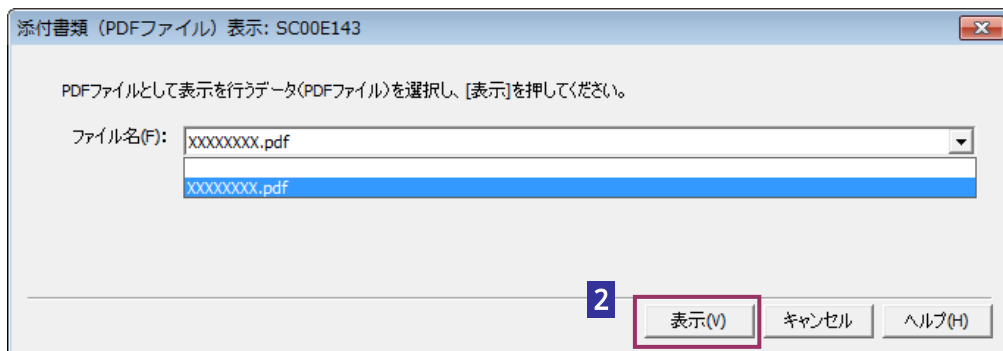 添付書類（PDFファイル）表示: SC00E143
PDFファイルとして表示を行うデータ(PDFファイル)を選択し、[表示]を押してください。
ファイル名(F): XXXXXXXX.pdf
XXXXXXXX.pdf
2
表示(V) キャンセル ヘルプ(H)